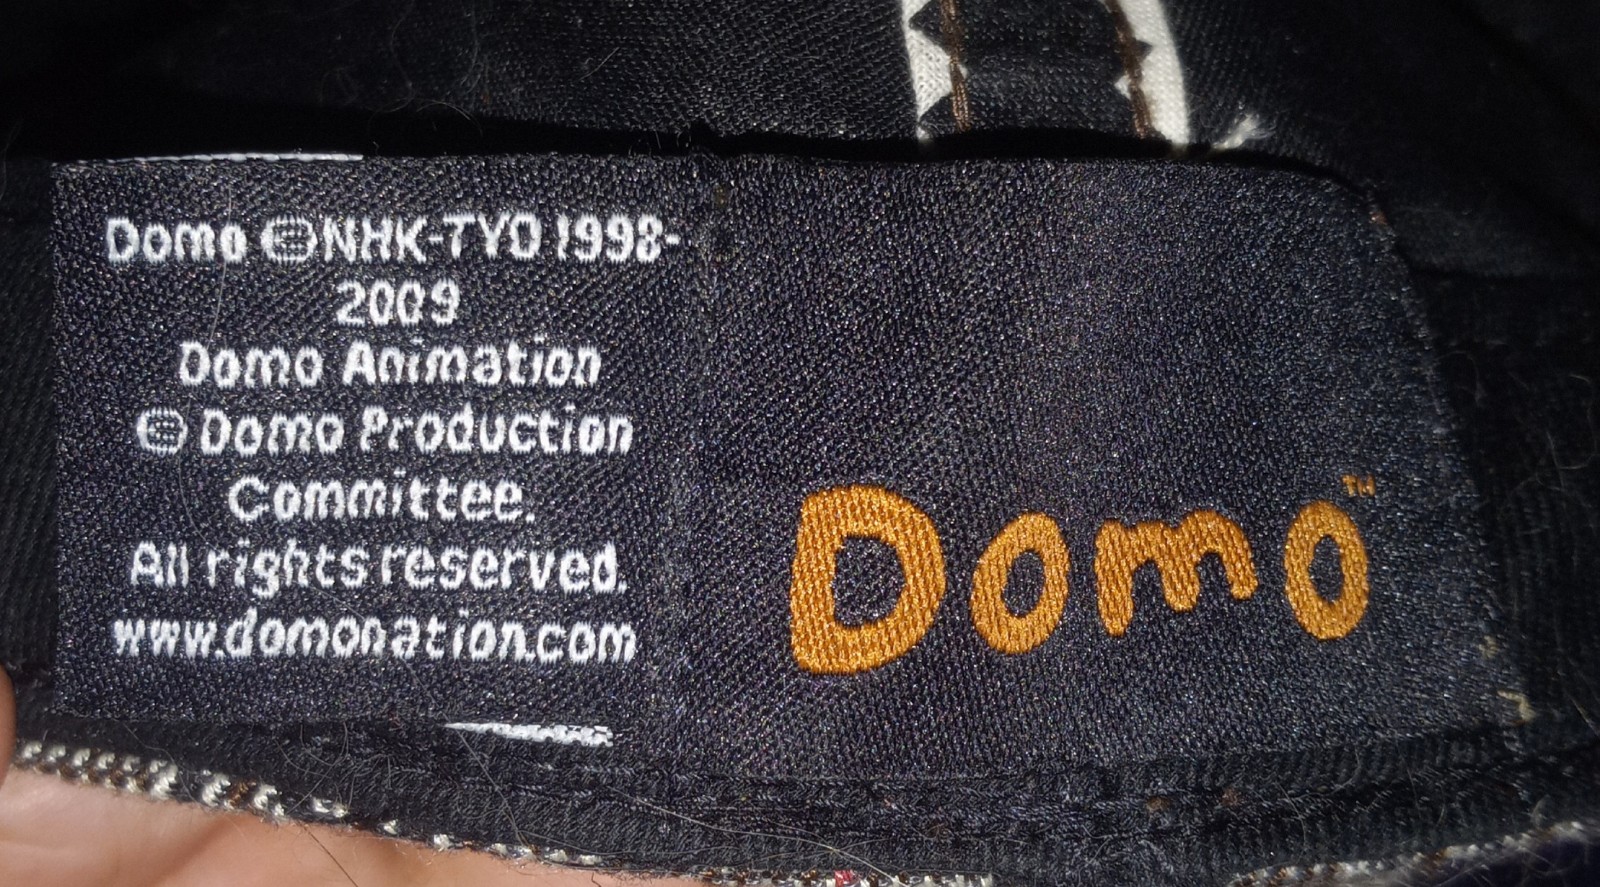 Domo ©NHK-TYO 1998-
2009
Domo Animation
© Domo Production
Committee.
All rights reserved.
www.domonation.com
Domo™